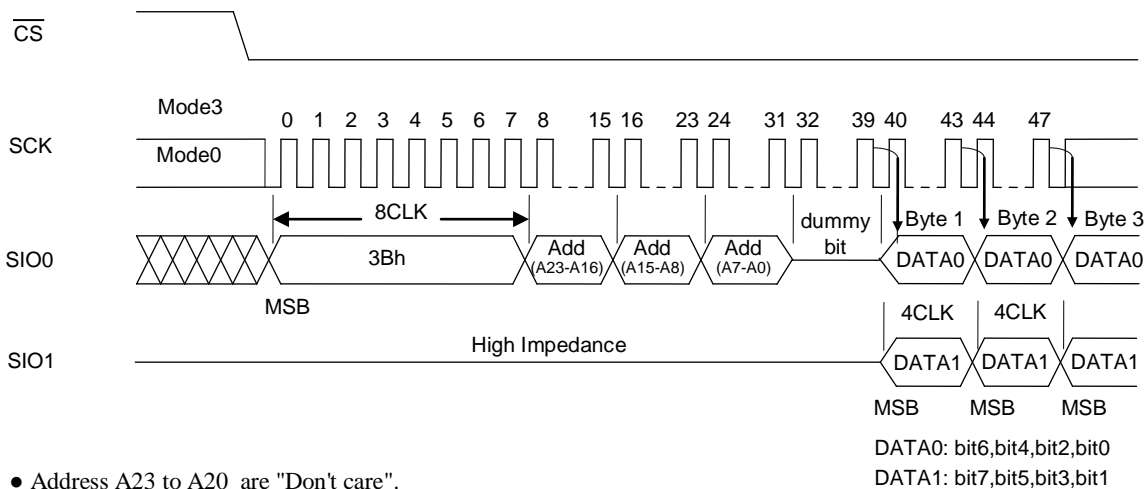 CS
Mode3
SCK
Mode0
0 1 2 3 4 5 6 7 8 15 16 23 24 31 32 39 40 43 44 47
8CLK
dummy bit
Byte 1 Byte 2 Byte 3
SIO0
3Bh
Add (A23-A16)
Add (A15-A8)
Add (A7-A0)
DATA0 DATA0 DATA0
MSB
4CLK 4CLK
High Impedance
SIO1
DATA1 DATA1 DATA1
MSB MSB MSB
DATA0: bit6,bit4,bit2,bit0
DATA1: bit7,bit5,bit3,bit1
● Address A23 to A20 are "Don't care".